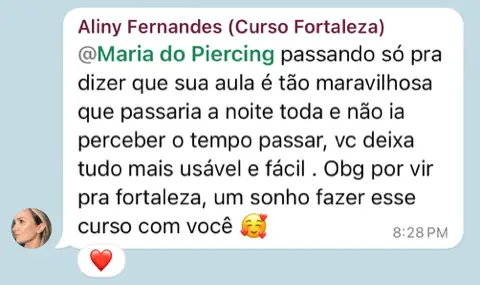 Aliny Fernandes (Curso Fortaleza)
@Maria do Piercing passando só pra
dizer que sua aula é tão maravilhosa
que passaria a noite toda e não ia
perceber o tempo passar, vc deixa
tudo mais usável e fácil . Obg por vir
pra fortaleza, um sonho fazer esse
curso com você 🥰
8:28 PM
❤️